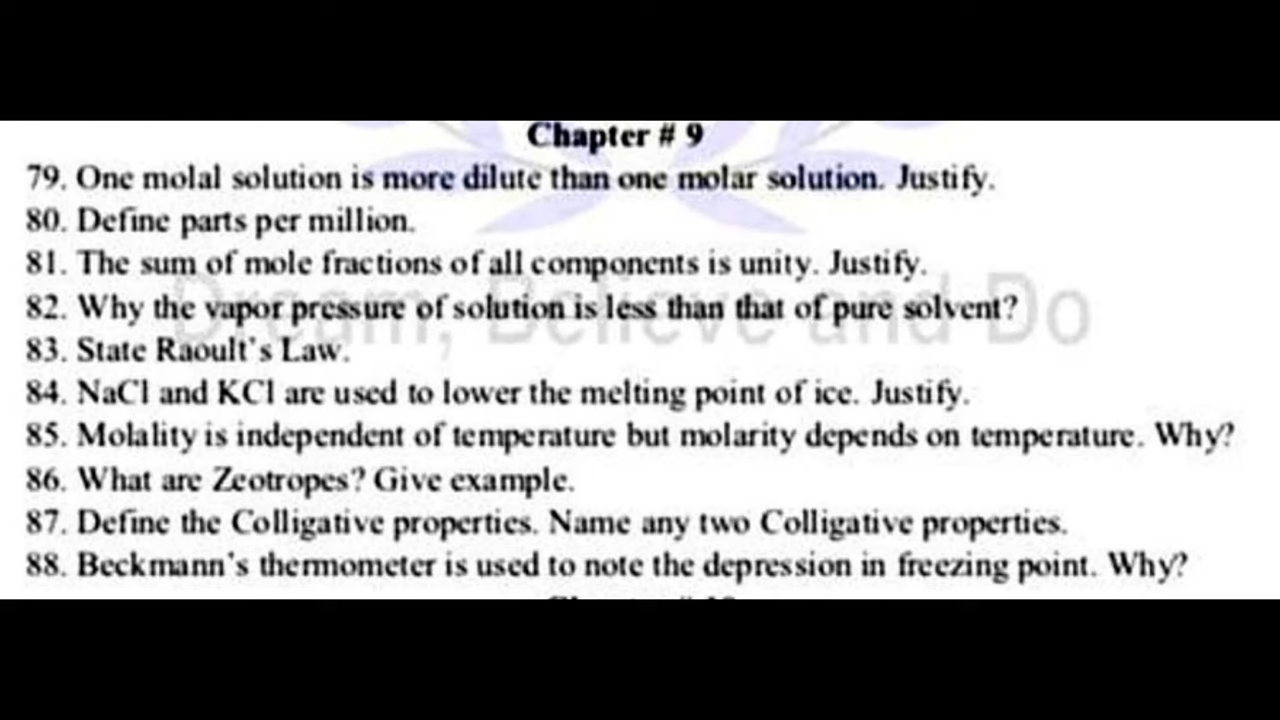 Chapter # 9
79. One molal solution is more dilute than one molar solution. Justify.
80. Define parts per million.
81. The sum of mole fractions of all components is unity. Justify.
82. Why the vapor pressure of solution is less than that of pure solvent?
Dream, Believe and Do
83. State Raoult's Law.
84. NaCl and KCl are used to lower the melting point of ice. Justify.
85. Molality is independent of temperature but molarity depends on temperature. Why?
86. What are Zeotropes? Give example.
87. Define the Colligative properties. Name any two Colligative properties.
88. Beckmann's thermometer is used to note the depression in freezing point. Why?